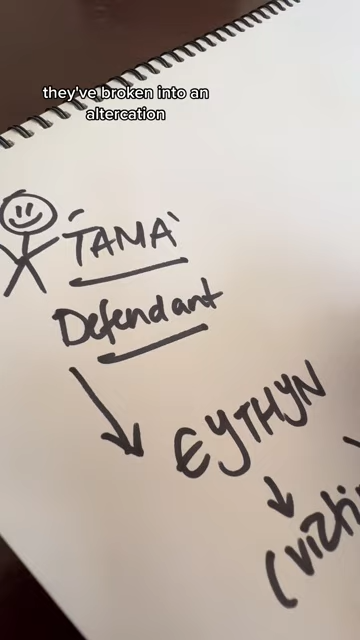 they've broken into an
altercation
'TAMA'
Defendant
EYTHYN